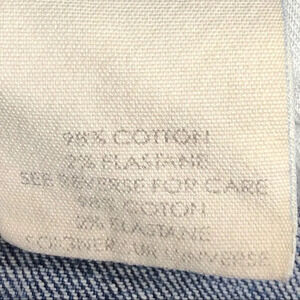 98% COTTON
2% ELASTANE
SEE REVERSE FOR CARE
98% COTON
2% ELASTANE